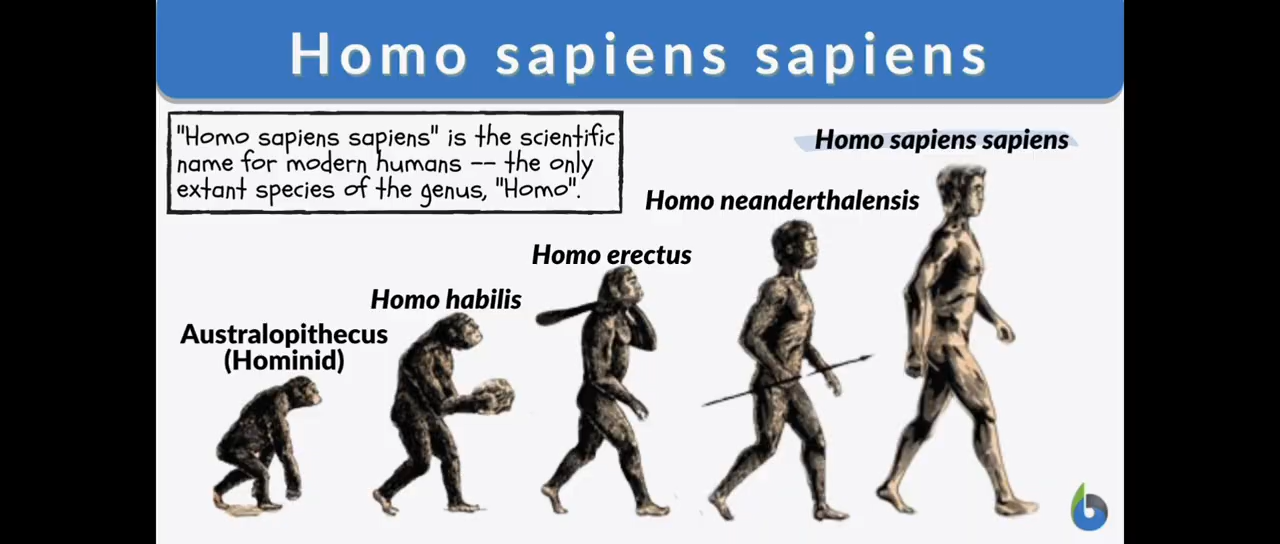 Homo sapiens sapiens
"Homo sapiens sapiens" is the scientific
name for modern humans -- the only
extant species of the genus, "Homo".
Homo sapiens sapiens
Homo neanderthalensis
Homo erectus
Homo habilis
Australopithecus
(Hominid)